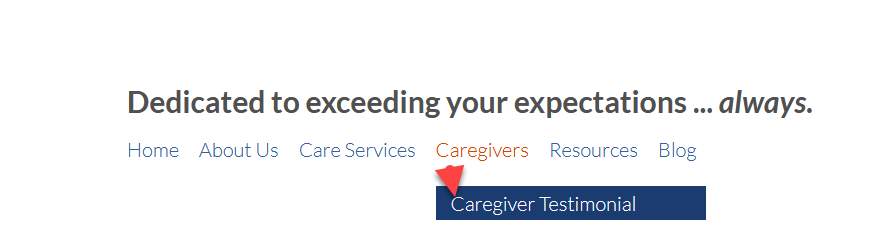 Dedicated to exceeding your expectations ... always.
Home About Us Care Services Caregivers Resources Blog
Caregiver Testimonial